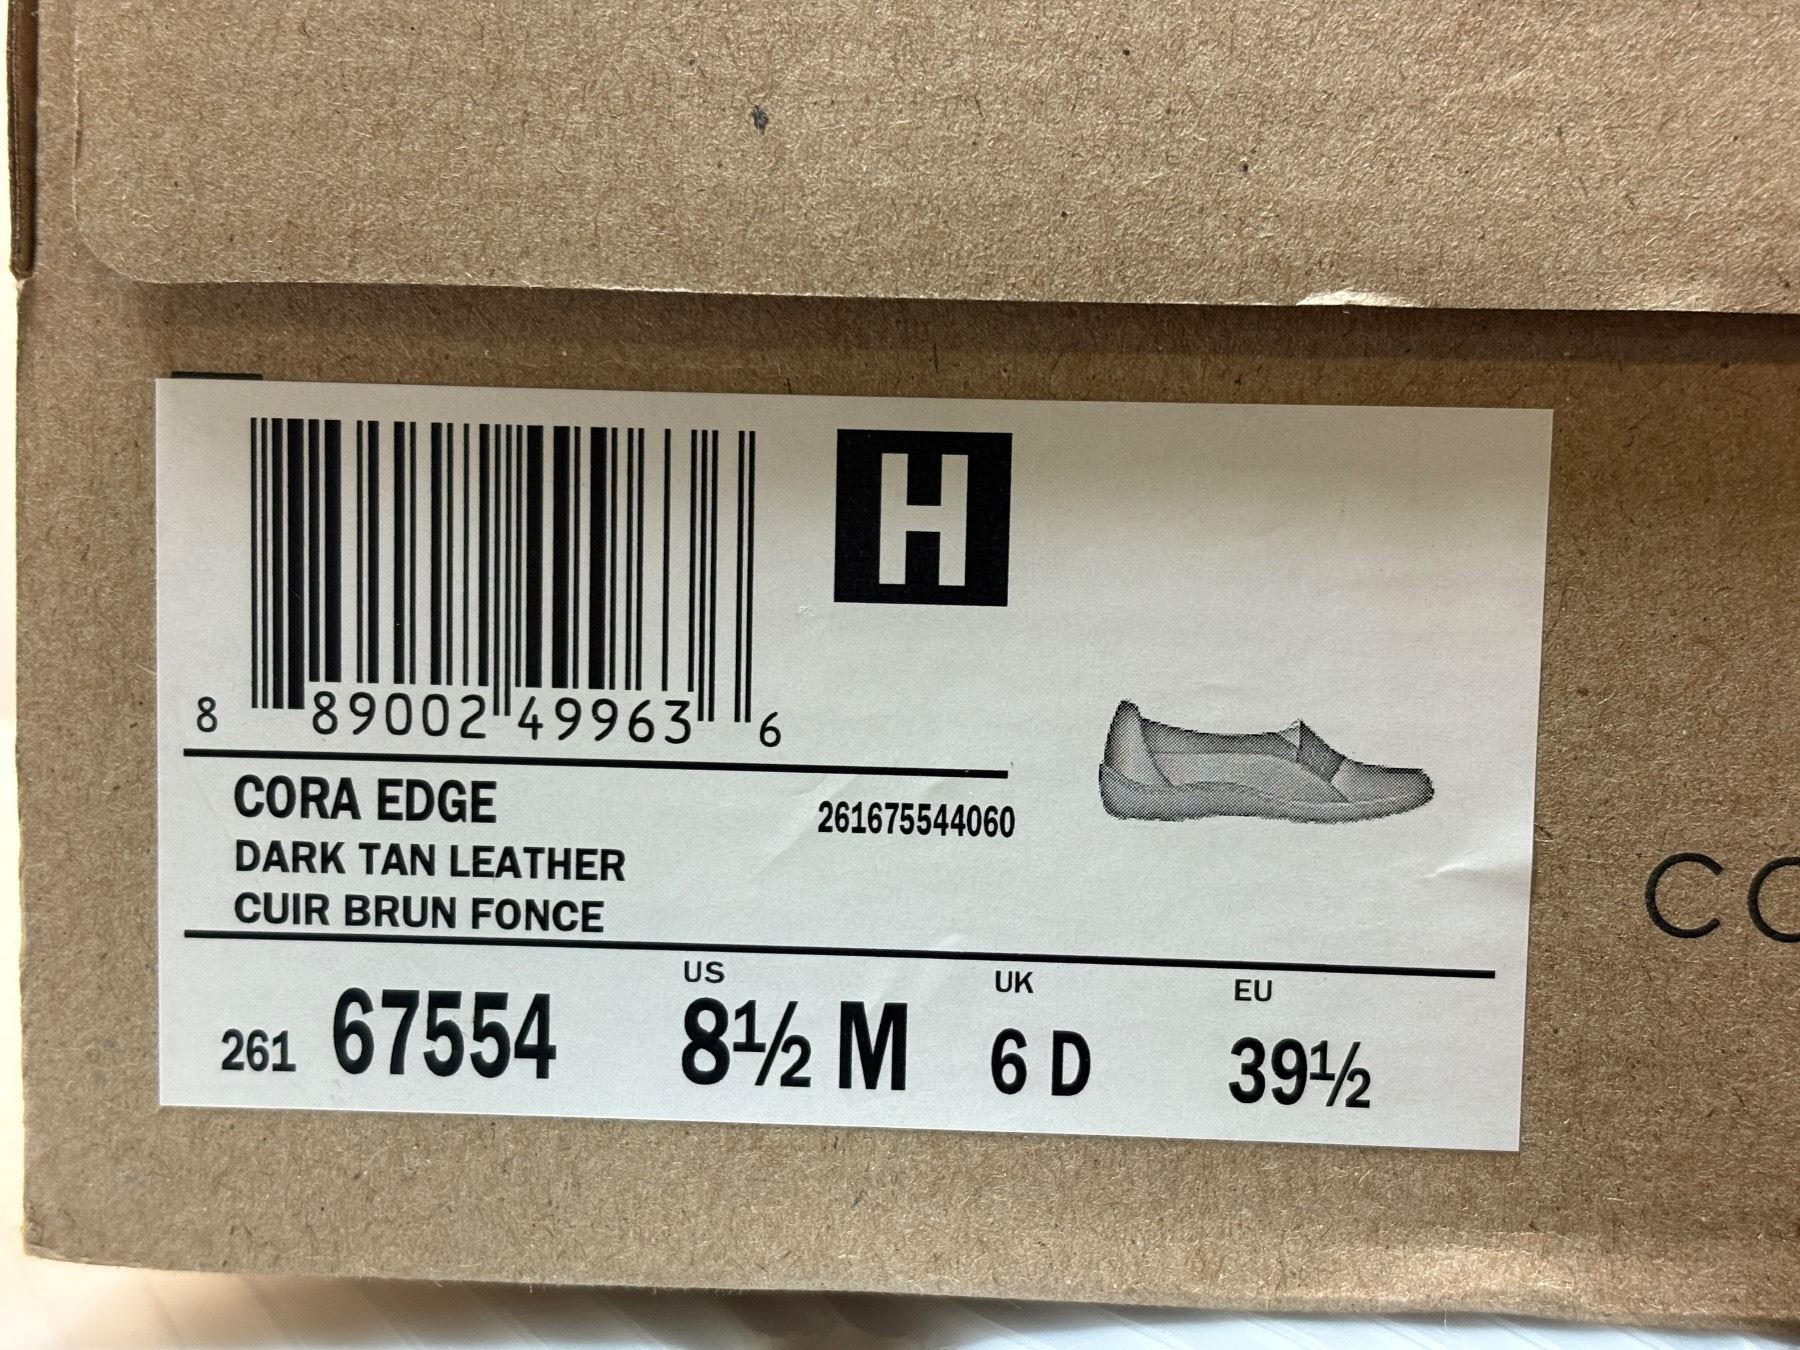 H
8 89002 49963 6
CORA EDGE
261675544060
DARK TAN LEATHER
CUIR BRUN FONCE
US
UK
EU
261 67554 8½ M 6 D 39½